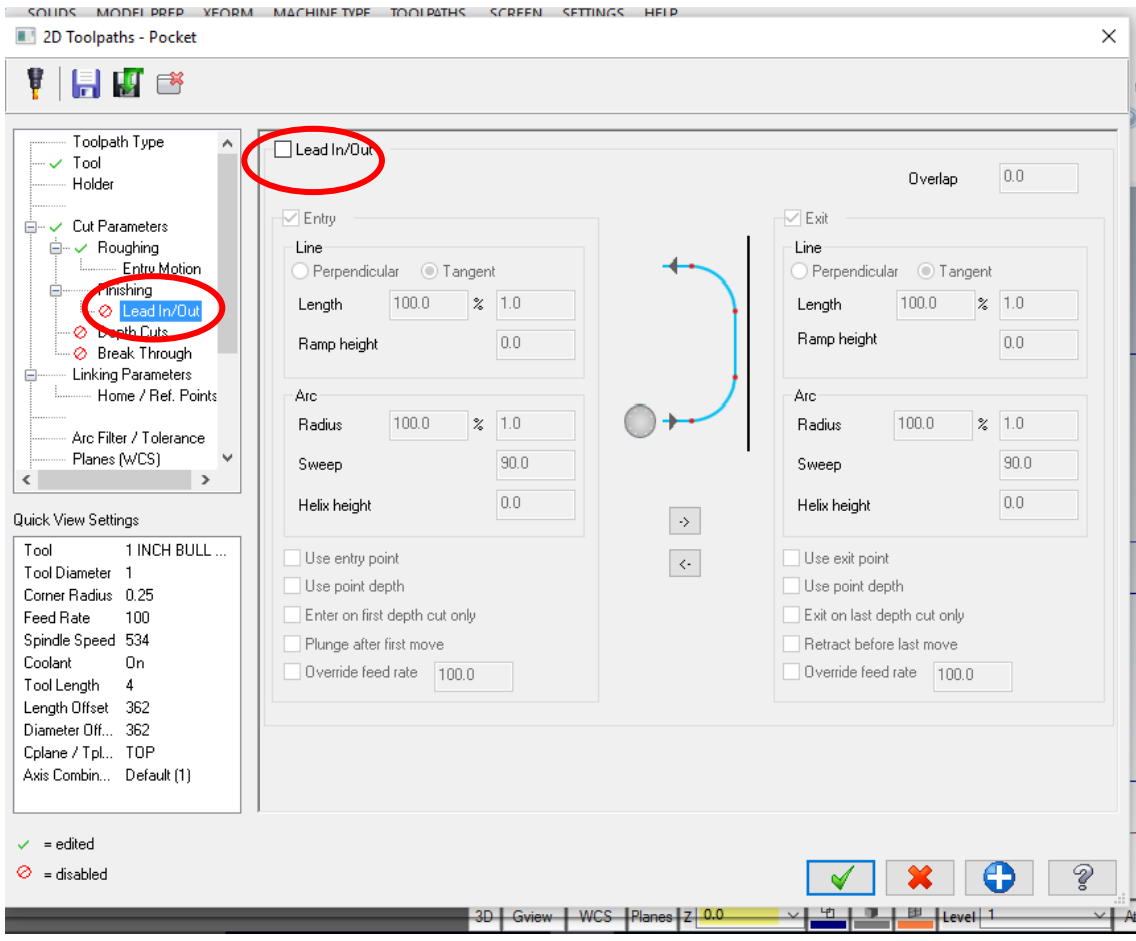 SOLIDS MODEL PREP XFORM MACHINE TYPE TOOLPATHS SCREEN SETTINGS HELP
2D Toolpaths - Pocket
Toolpath Type
Tool
Holder
Cut Parameters
Roughing
Entry Motion
Finishing
Lead In/Out
Depth Cuts
Break Through
Linking Parameters
Home / Ref. Points
Arc Filter / Tolerance
Planes (WCS)
Quick View Settings
Tool 1 INCH BULL ...
Tool Diameter 1
Corner Radius 0.25
Feed Rate 100
Spindle Speed 534
Coolant On
Tool Length 4
Length Offset 362
Diameter Off... 362
Cplane / Tpl... TOP
Axis Combin... Default (1)
= edited
= disabled
Lead In/Out
Overlap 0.0
Entry
Line
Perpendicular Tangent
Length 100.0 % 1.0
Ramp height 0.0
Arc
Radius 100.0 % 1.0
Sweep 90.0
Helix height 0.0
Use entry point
Use point depth
Enter on first depth cut only
Plunge after first move
Override feed rate 100.0
->
<-
Exit
Line
Perpendicular Tangent
Length 100.0 % 1.0
Ramp height 0.0
Arc
Radius 100.0 % 1.0
Sweep 90.0
Helix height 0.0
Use exit point
Use point depth
Exit on last depth cut only
Retract before last move
Override feed rate 100.0
3D Gview WCS Planes Z 0.0 Level 1